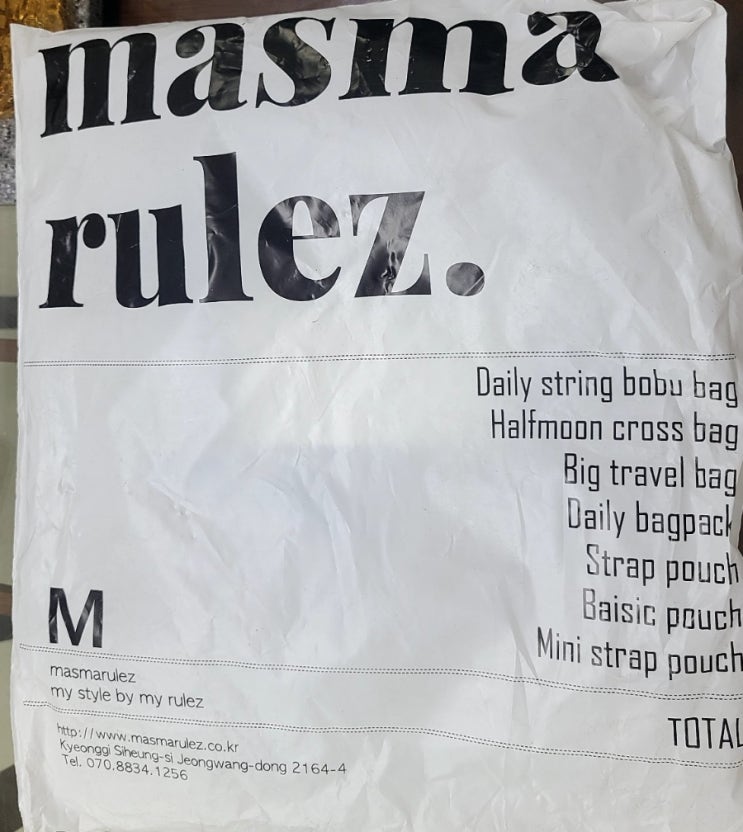 masma
rulez.
Daily string bobu bag
Halfmoon cross bag
Big travel bag
Daily bagpack
Strap pouch
Baisic pouch
Mini strap pouch
M
masmarulez
my style by my rulez
TOTAL
http://www.masmarulez.co.kr
Kyeonggi Siheung-si Jeongwang-dong 2164-4
Tel. 070.8834.1256